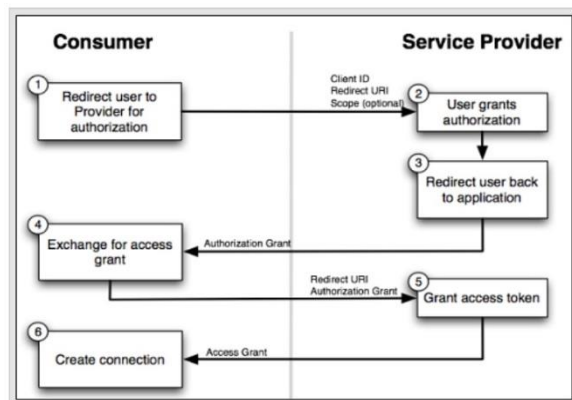 Consumer
Service Provider
1
Redirect user to
Provider for
authorization
Client ID
Redirect URI
Scope (optional)
2
User grants
authorization
3
Redirect user back
to application
4
Exchange for access
grant
Authorization Grant
Redirect URI
Authorization Grant
5
Grant access token
6
Create connection
Access Grant